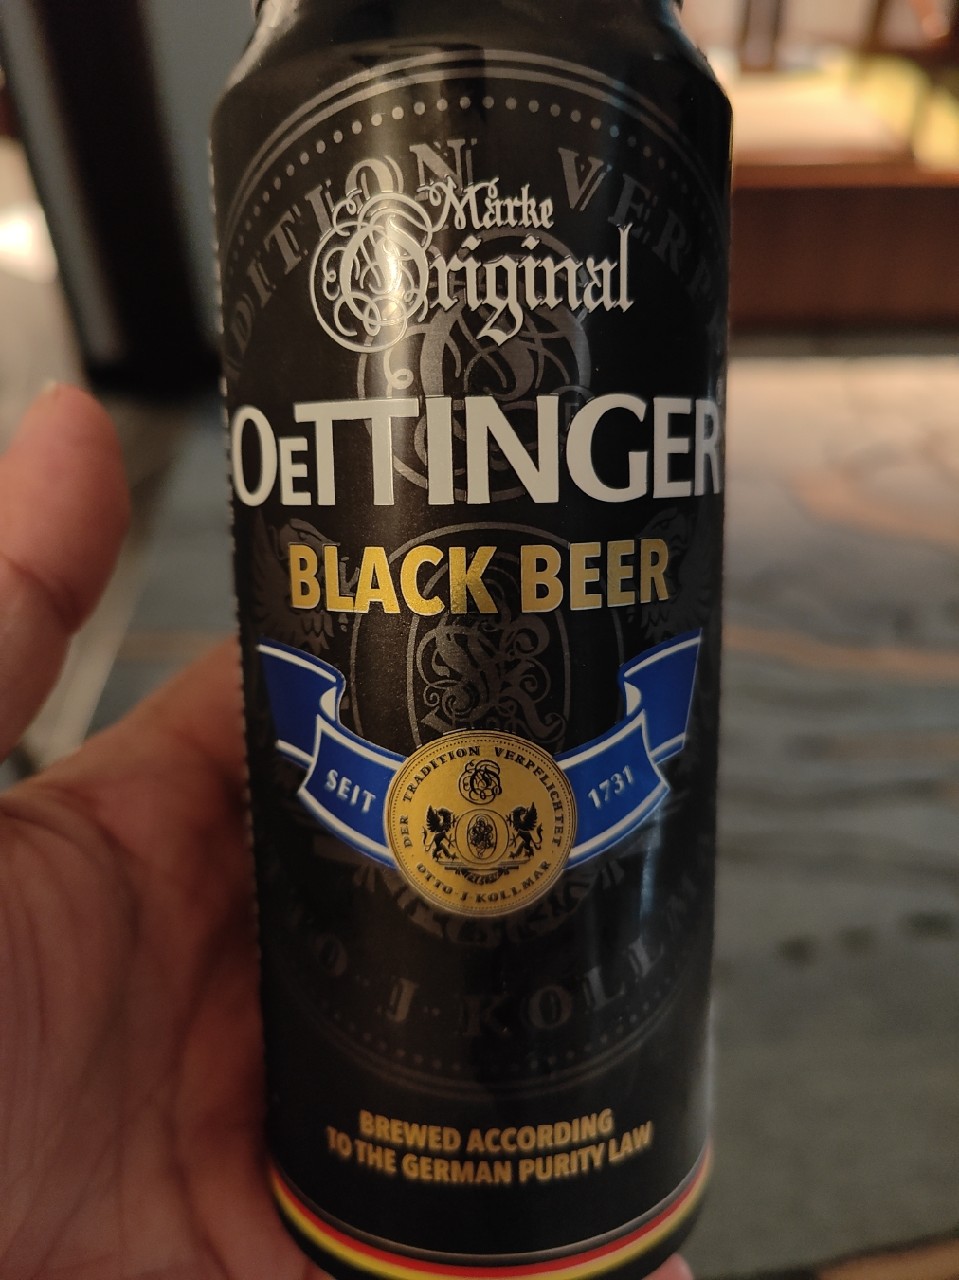 Marke
Original
OETTINGER
BLACK BEER
SEIT
1731
DER TRADITION VERPFLICHTET
OTTO·J·KOLLMAR
BREWED ACCORDING
TO THE GERMAN PURITY LAW